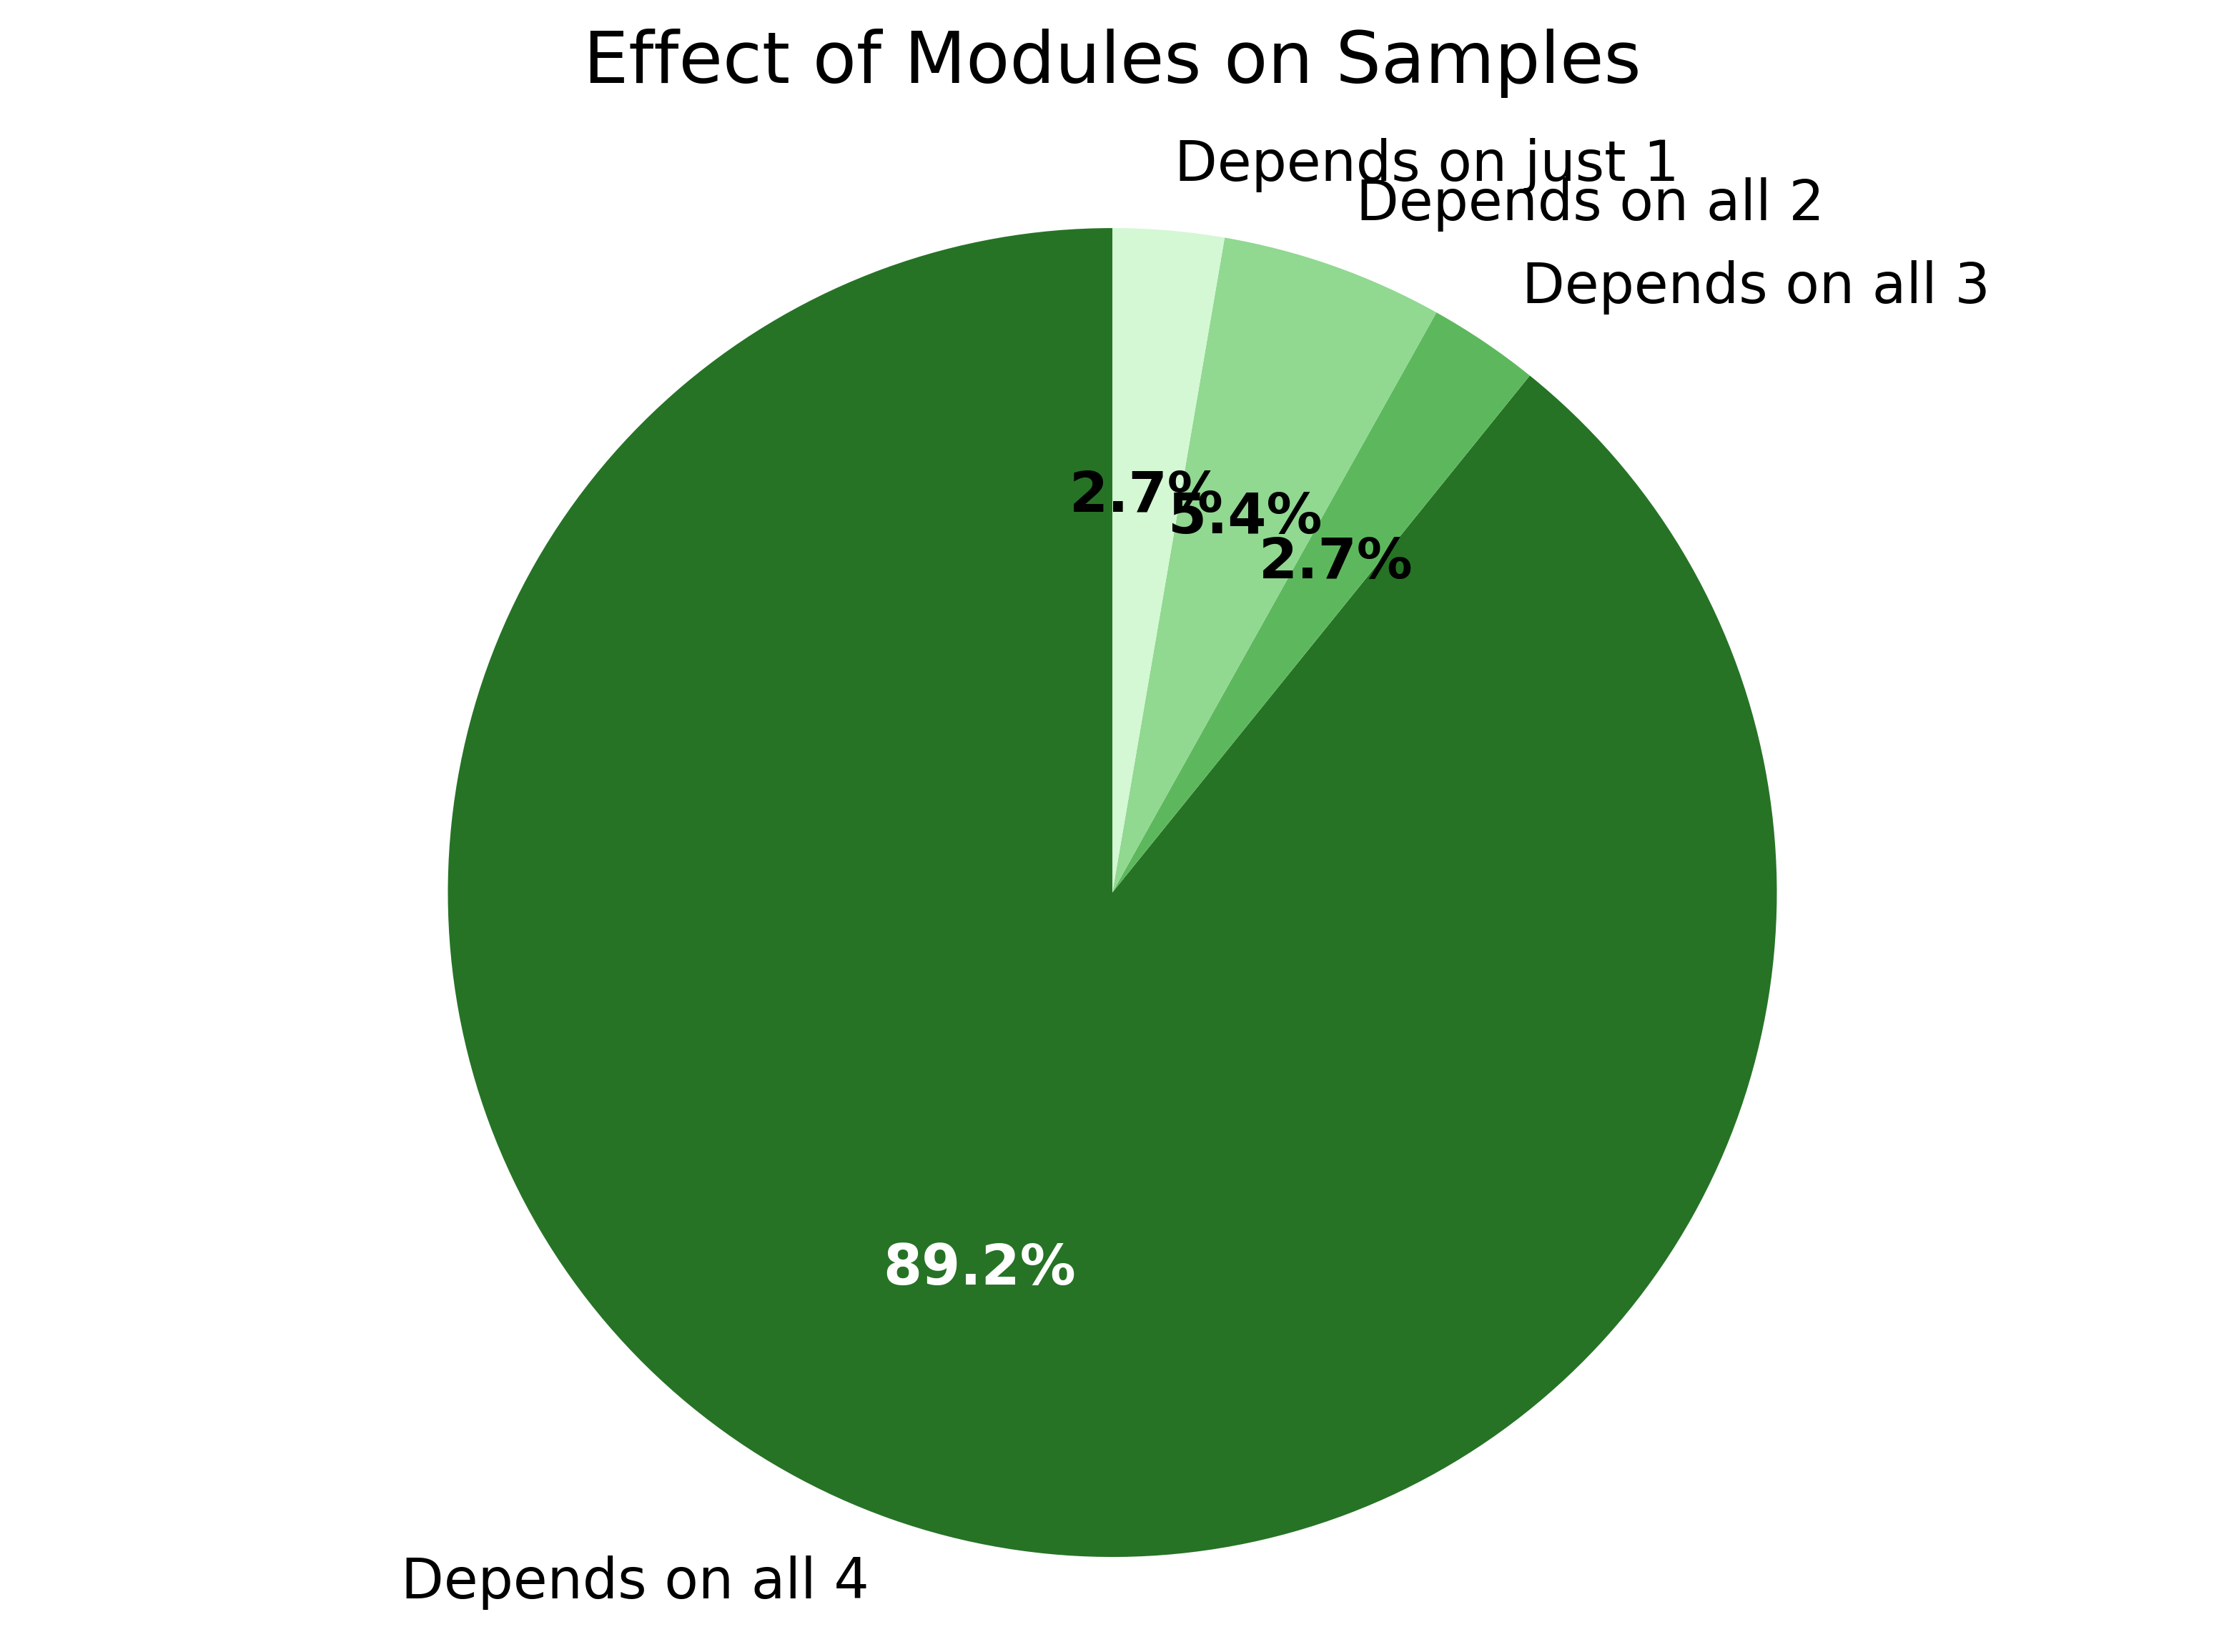 Effect of Modules on Samples
Depends on just 1
Depends on all 2
Depends on all 3
2.7%
5.4%
2.7%
89.2%
Depends on all 4